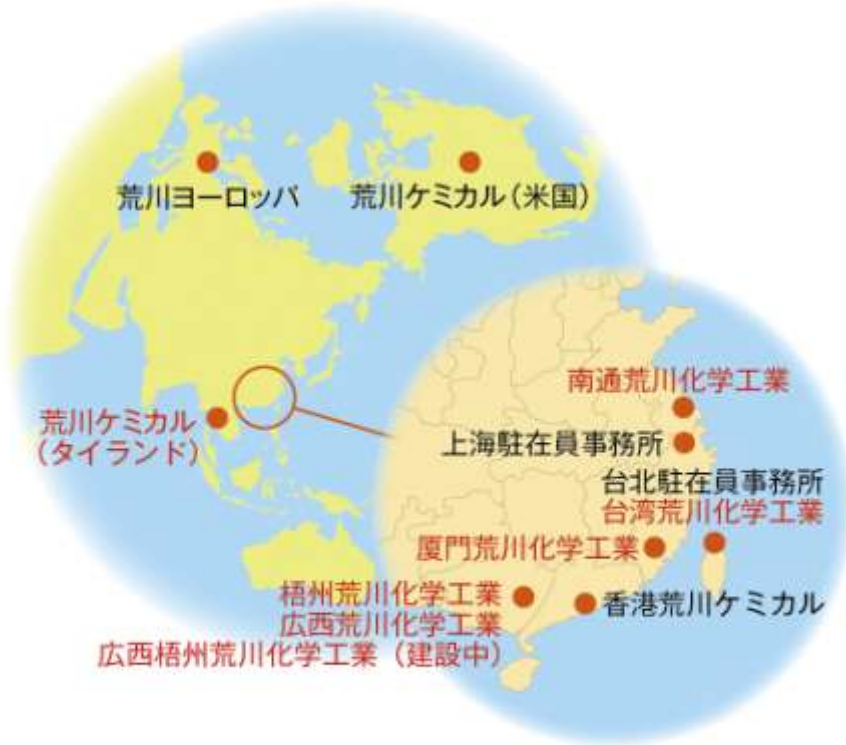 荒川ヨーロッパ
荒川ケミカル(米国)
荒川ケミカル
(タイランド)
南通荒川化学工業
上海駐在員事務所
台北駐在員事務所
台湾荒川化学工業
厦門荒川化学工業
梧州荒川化学工業
広西荒川化学工業
広西梧州荒川化学工業(建設中)
香港荒川ケミカル